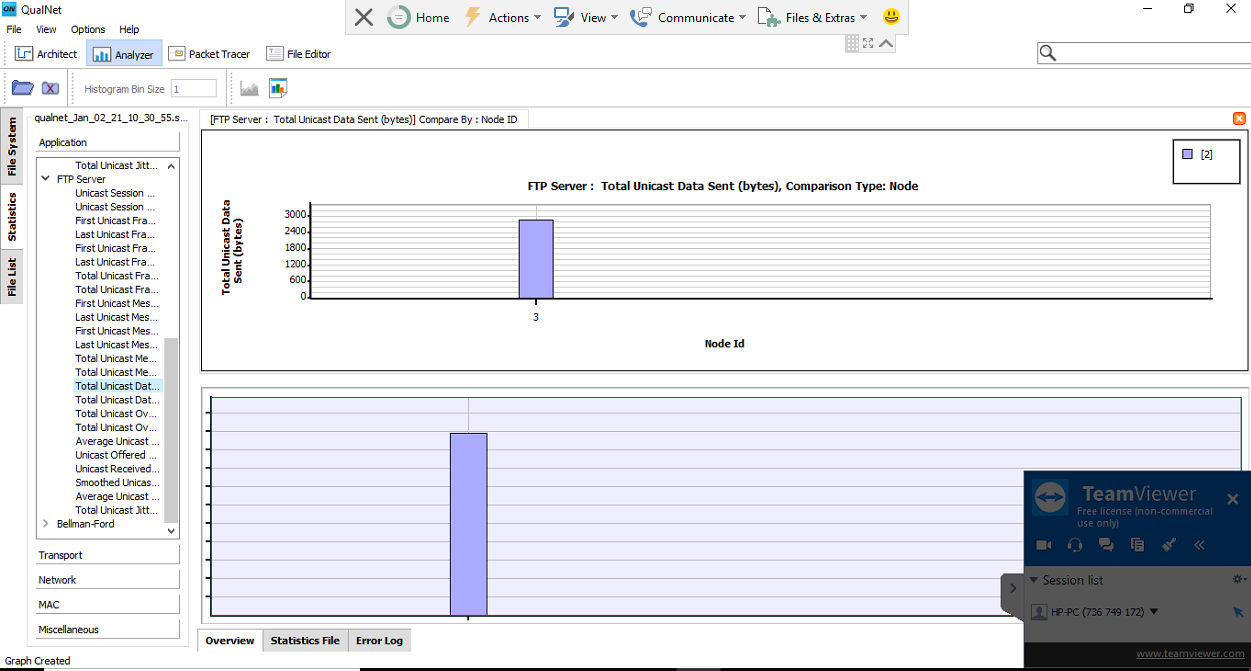 QN QualNet
Home Actions View Communicate Files & Extras
File View Options Help
Architect Analyzer Packet Tracer File Editor
Histogram Bin Size 1
File System
Statistics
File List
qualnet_Jan_02_21_10_30_55.s...
Application
Total Unicast Jitt...
FTP Server
Unicast Session ...
Unicast Session ...
First Unicast Fra...
Last Unicast Fra...
First Unicast Fra...
Last Unicast Fra...
Total Unicast Fra...
Total Unicast Fra...
First Unicast Mes...
Last Unicast Mes...
First Unicast Mes...
Last Unicast Mes...
Total Unicast Me...
Total Unicast Me...
Total Unicast Dat...
Total Unicast Dat...
Total Unicast Ov...
Total Unicast Ov...
Average Unicast ...
Unicast Offered ...
Unicast Received...
Smoothed Unicas...
Average Unicast ...
Total Unicast Jitt...
Bellman-Ford
Transport
Network
MAC
Miscellaneous
[FTP Server : Total Unicast Data Sent (bytes)] Compare By : Node ID
[2]
FTP Server : Total Unicast Data Sent (bytes), Comparison Type: Node
Total Unicast Data
Sent (bytes)
3000
2400
1800
1200
600
0
3
Node Id
TeamViewer
Free license (non-commercial
use only)
Session list
HP-PC (736 749 172)
www.teamviewer.com
Overview Statistics File Error Log
Graph Created